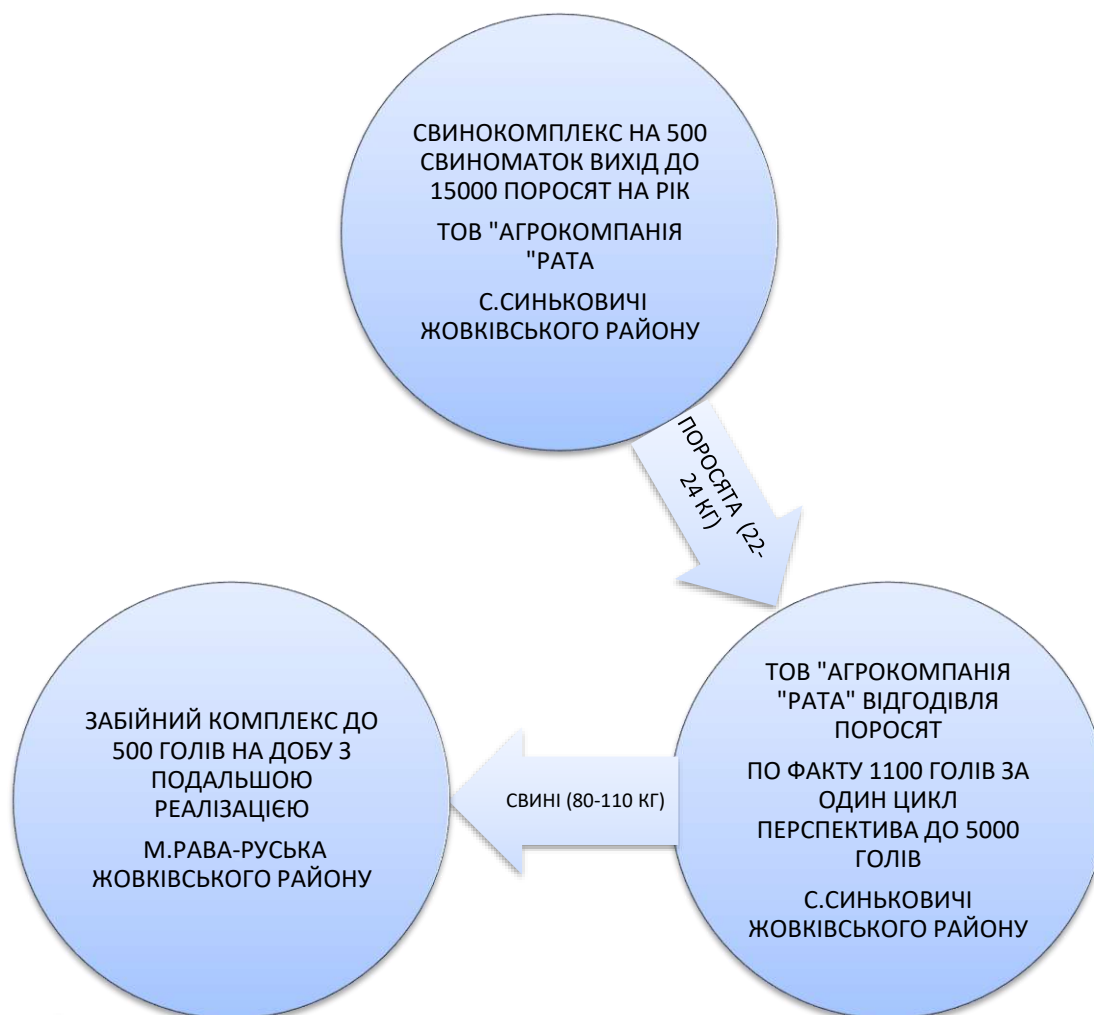 СВИНОКОМПЛЕКС НА 500
СВИНОМАТОК ВИХІД ДО
15000 ПОРОСЯТ НА РІК
ТОВ "АГРОКОМПАНІЯ
"РАТА
С.СИНЬКОВИЧІ
ЖОВКІВСЬКОГО РАЙОНУ
ПОРОСЯТА (22-
24 КГ)
ТОВ "АГРОКОМПАНІЯ
"РАТА" ВІДГОДІВЛЯ
ПОРОСЯТ
ПО ФАКТУ 1100 ГОЛІВ ЗА
ОДИН ЦИКЛ
ПЕРСПЕКТИВА ДО 5000
ГОЛІВ
С.СИНЬКОВИЧІ
ЖОВКІВСЬКОГО РАЙОНУ
СВИНІ (80-110 КГ)
ЗАБІЙНИЙ КОМПЛЕКС ДО
500 ГОЛІВ НА ДОБУ З
ПОДАЛЬШОЮ
РЕАЛІЗАЦІЄЮ
М.РАВА-РУСЬКА
ЖОВКІВСЬКОГО РАЙОНУ